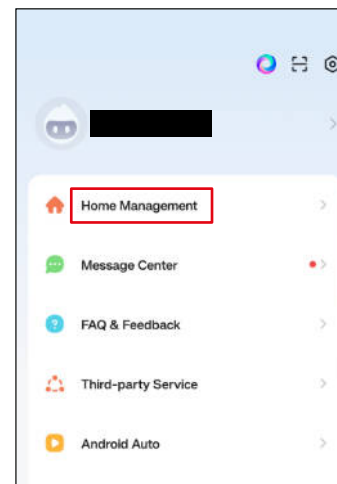 Home Management
Message Center
FAQ & Feedback
Third-party Service
Android Auto